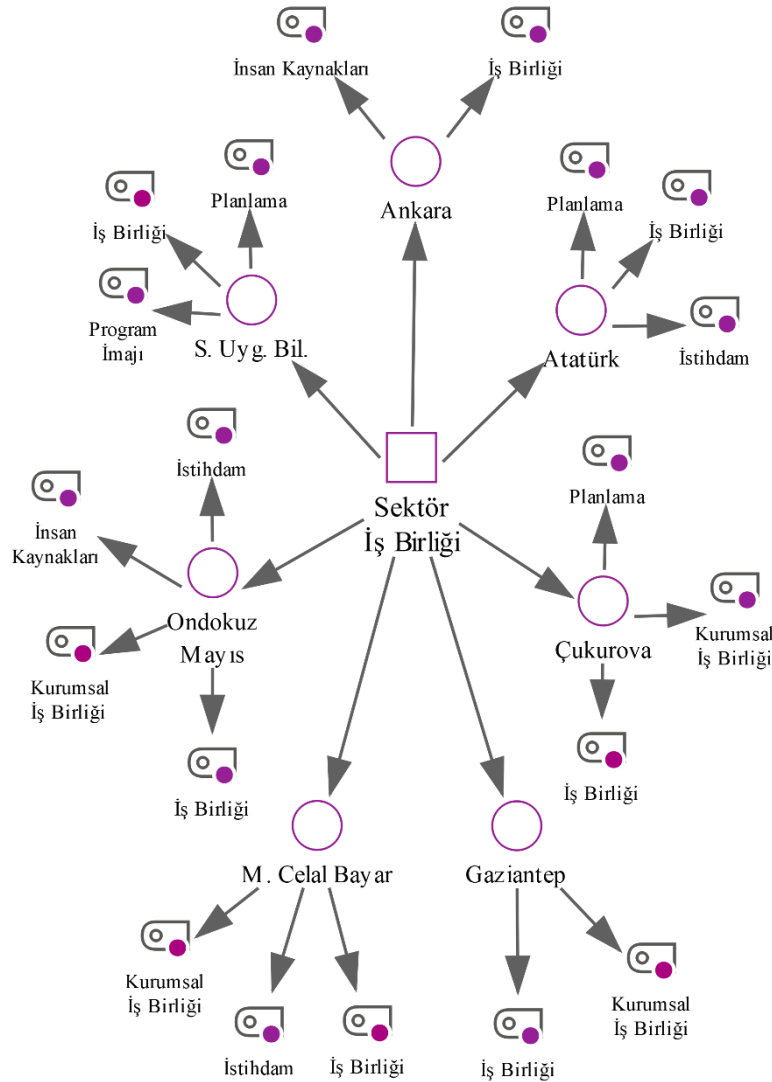 İnsan Kaynakları
İş Birliği
Ankara
Planlama
İş Birliği
Program
İmajı
S. Uyg. Bil.
Planlama
İş Birliği
İstihdam
Atatürk
Sektör
İş Birliği
İstihdam
İnsan
Kaynakları
Ondokuz
Mayıs
Kurumsal
İş Birliği
İş Birliği
Planlama
Çukurova
Kurumsal
İş Birliği
İş Birliği
M. Celal Bayar
Kurumsal
İş Birliği
İstihdam
İş Birliği
Gaziantep
İş Birliği
Kurumsal
İş Birliği